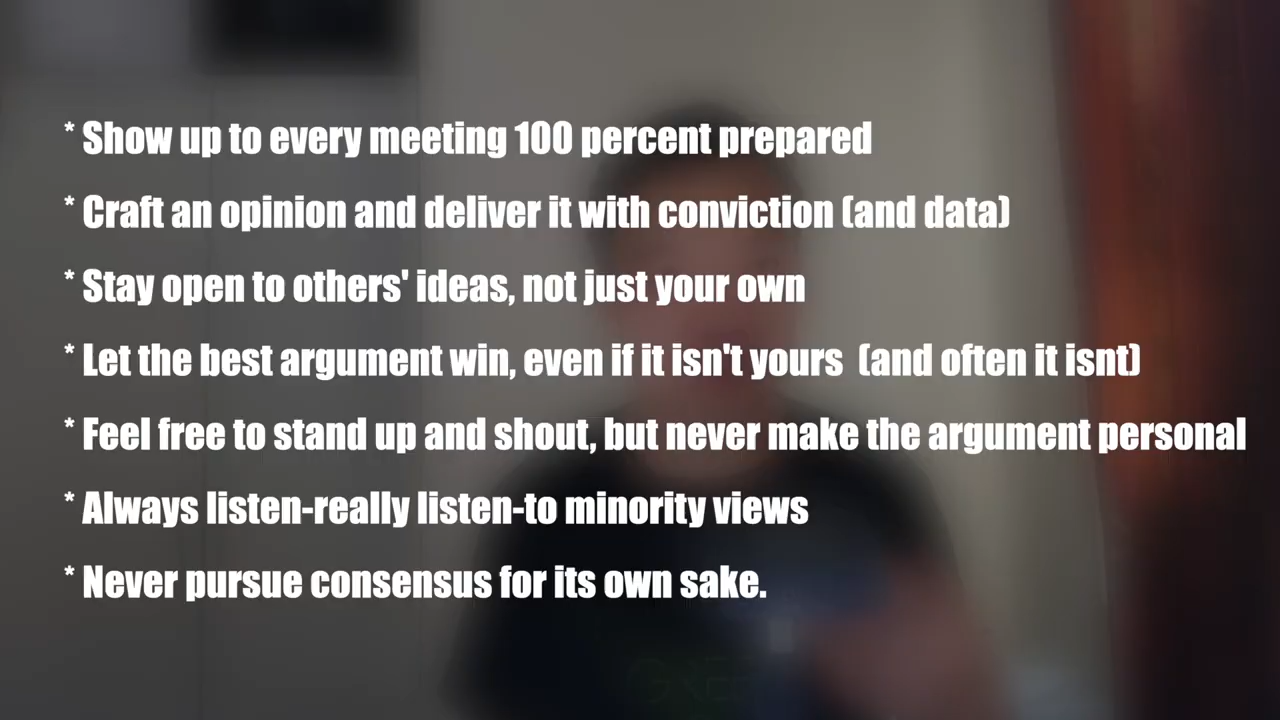 * Show up to every meeting 100 percent prepared
* Craft an opinion and deliver it with conviction (and data)
* Stay open to others' ideas, not just your own
* Let the best argument win, even if it isn't yours  (and often it isnt)
* Feel free to stand up and shout, but never make the argument personal
* Always listen-really listen-to minority views
* Never pursue consensus for its own sake.